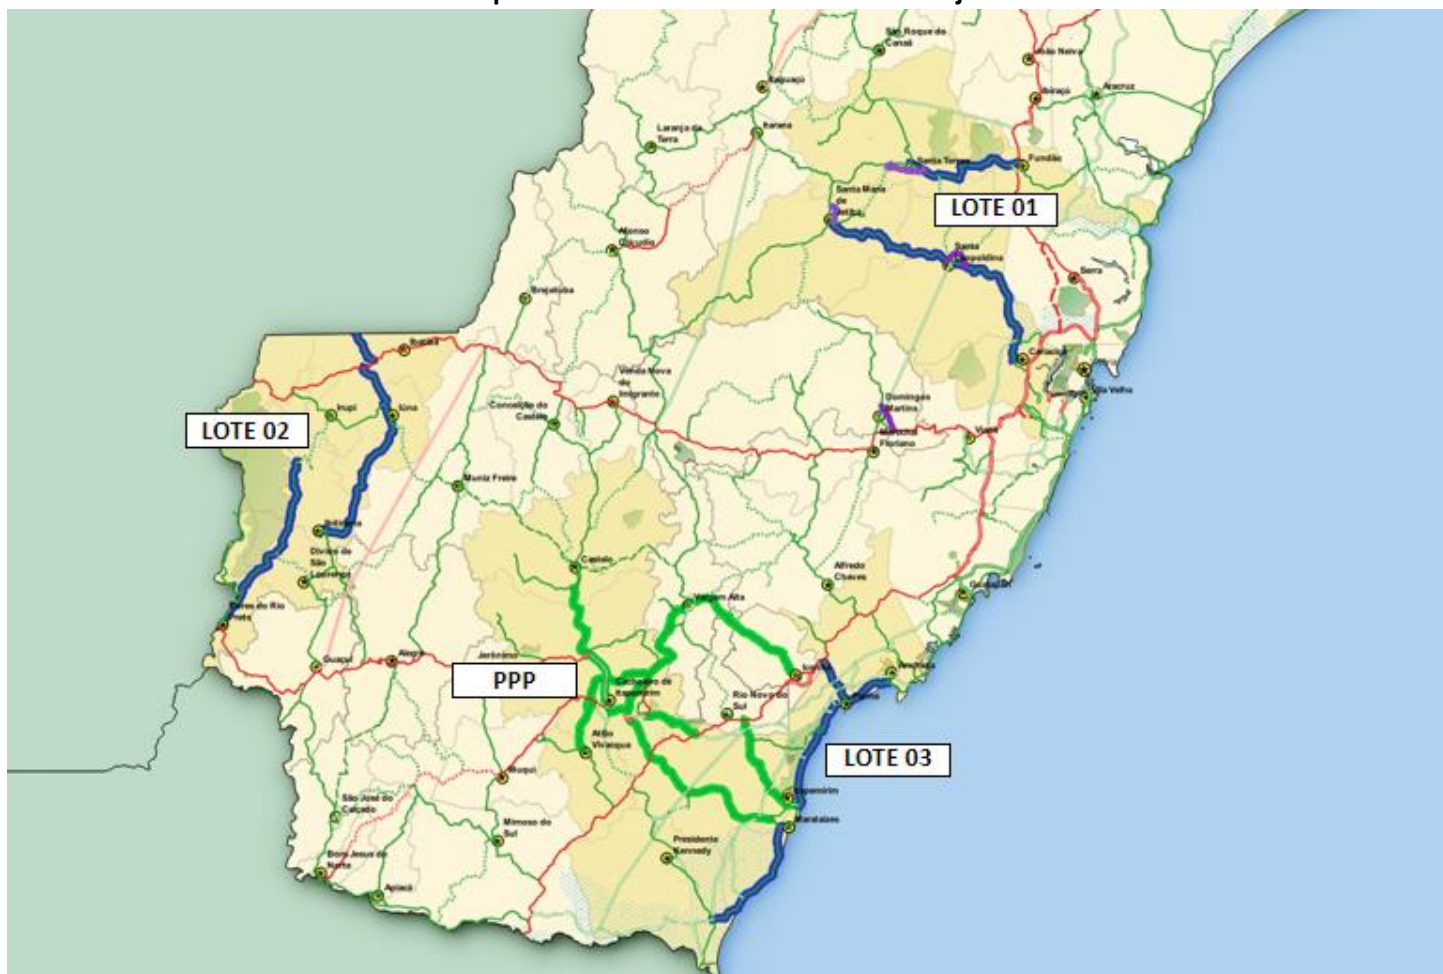 São Roque do
Canaã
João Neiva
Itaguaçú
Ibiraçú
Aracruz
Laranja da
Terra
Itarana
Santa Teresa
Fundão
Santa Maria
de
Jetibá
LOTE 01
Afonso
Cláudio
Santa
Leopoldina
Serra
Brejetuba
Ibatiba
Cariacica
Venda Nova
do
Imigrante
Vila Velha
Conceição do
Castelo
Domingos
Martins
Irupi
Iúna
LOTE 02
Marechal
Floriano
Viana
Muniz Freire
Ibitirama
Divino de
São
Lourenço
Castelo
Alfredo
Chaves
Guarapari
Vargem Alta
Dores do Rio
Preto
Guaçuí
Alegre
Jerônimo
PPP
Iconha
Anchieta
Cachoeiro de
Itapemirim
Rio Novo do
Sul
Piúma
Atílio
Vivacqua
LOTE 03
Muqui
Itapemirim
São José do
Calçado
Marataízes
Mimoso do
Sul
Presidente
Kennedy
Bom Jesus do
Norte
Apiacá